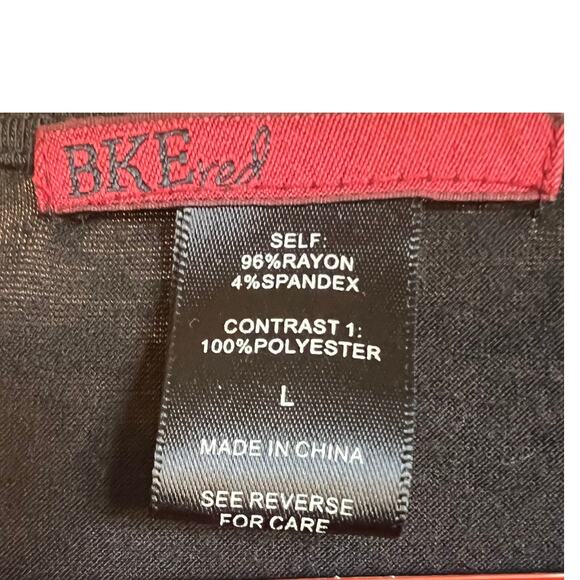 BKEred
SELF:
96%RAYON
4%SPANDEX
CONTRAST 1:
100%POLYESTER
L
MADE IN CHINA
SEE REVERSE
FOR CARE